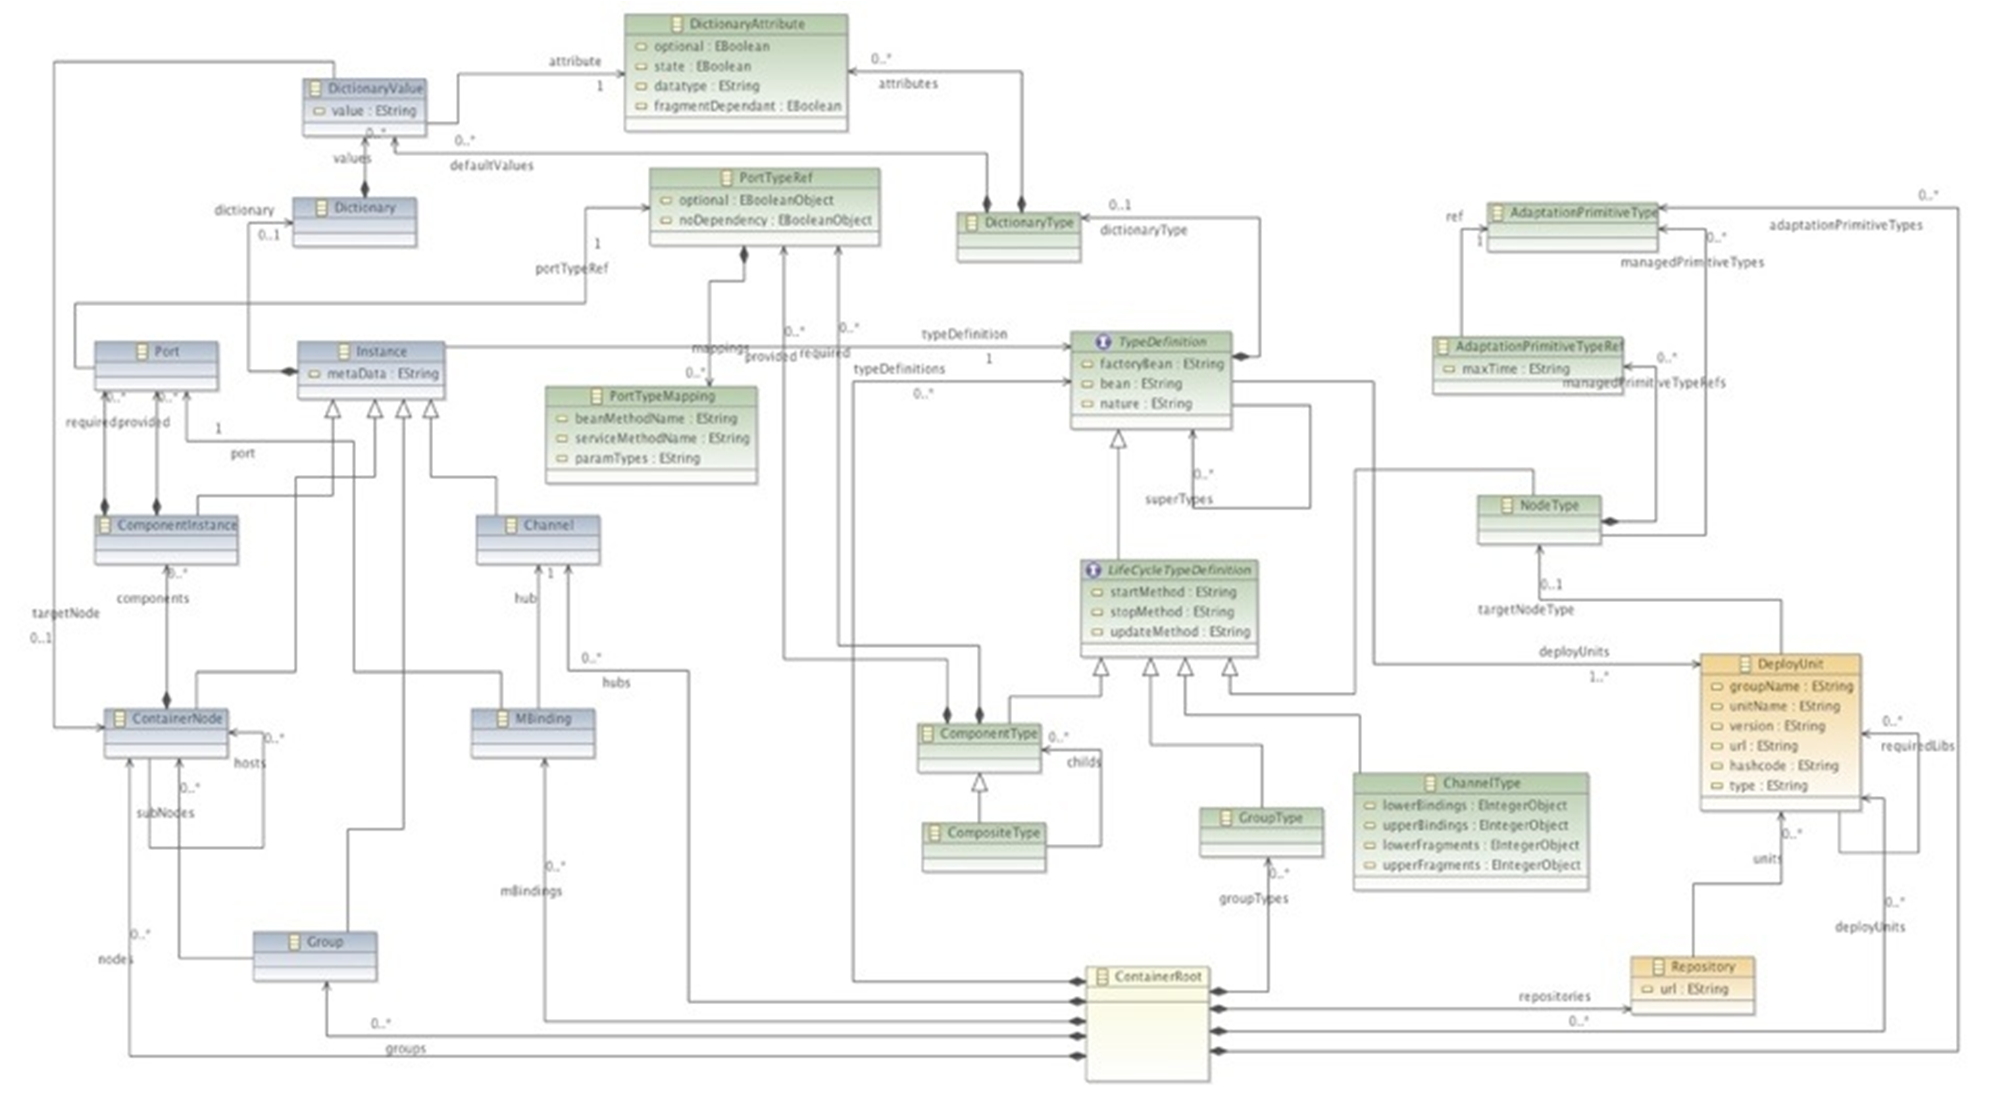 DictionaryAttribute
optional : EBoolean
state : EBoolean
datatype : EString
fragmentDependant : EBoolean
attribute
1
0..*
attributes
DictionaryValue
value : EString
0..*
values
0..*
defaultValues
PortTypeRef
optional : EBooleanObject
noDependency : EBooleanObject
Dictionary
dictionary
0..1
1
portTypeRef
DictionaryType
0..1
dictionaryType
AdaptationPrimitiveType
ref
1
0..*
adaptationPrimitiveTypes
0..*
managedPrimitiveTypes
Port
Instance
metaData : EString
typeDefinition
1
mappings
0..*
0..*
provided
0..*
required
typeDefinitions
0..*
TypeDefinition
factoryBean : EString
bean : EString
nature : EString
AdaptationPrimitiveTypeRef
maxTime : EString
0..*
managedPrimitiveTypeRefs
PortTypeMapping
beanMethodName : EString
serviceMethodName : EString
paramTypes : EString
0..*
required
0..*
provided
1
port
0..*
superTypes
NodeType
ComponentInstance
Channel
0..*
components
1
hub
LifeCycleTypeDefinition
startMethod : EString
stopMethod : EString
updateMethod : EString
0..1
targetNodeType
targetNode
0..1
0..*
hubs
deployUnits
1..*
DeployUnit
groupName : EString
unitName : EString
version : EString
url : EString
hashcode : EString
type : EString
0..*
requiredLibs
ContainerNode
0..*
hosts
0..*
subNodes
MBinding
ComponentType
0..*
childs
CompositeType
GroupType
ChannelType
lowerBindings : EIntegerObject
upperBindings : EIntegerObject
lowerFragments : EIntegerObject
upperFragments : EIntegerObject
0..*
units
0..*
mBindings
0..*
groupTypes
0..*
deployUnits
0..*
nodes
Group
ContainerRoot
Repository
url : EString
repositories
0..*
0..*
groups